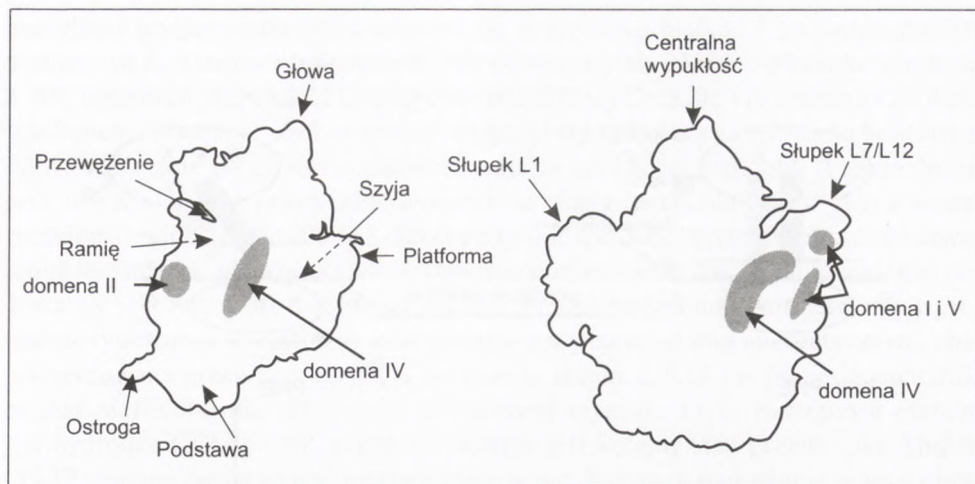 Głowa
Przewężenie
Szyja
Ramię
Platforma
domena II
domena IV
Ostroga
Podstawa
Centralna
wypukłość
Słupek L1
Słupek L7/L12
domena I i V
domena IV